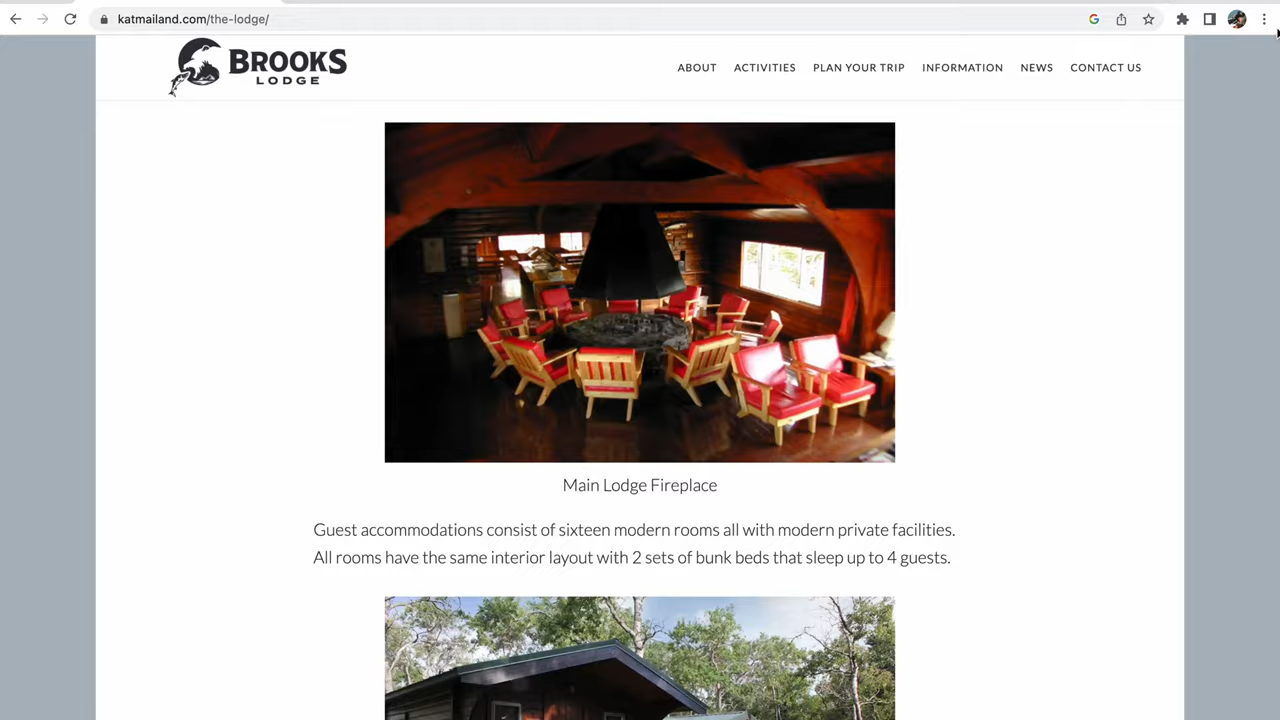 katmailand.com/the-lodge/
BROOKS
LODGE
ABOUT ACTIVITIES PLAN YOUR TRIP INFORMATION NEWS CONTACT US
Main Lodge Fireplace
Guest accommodations consist of sixteen modern rooms all with modern private facilities.
All rooms have the same interior layout with 2 sets of bunk beds that sleep up to 4 guests.